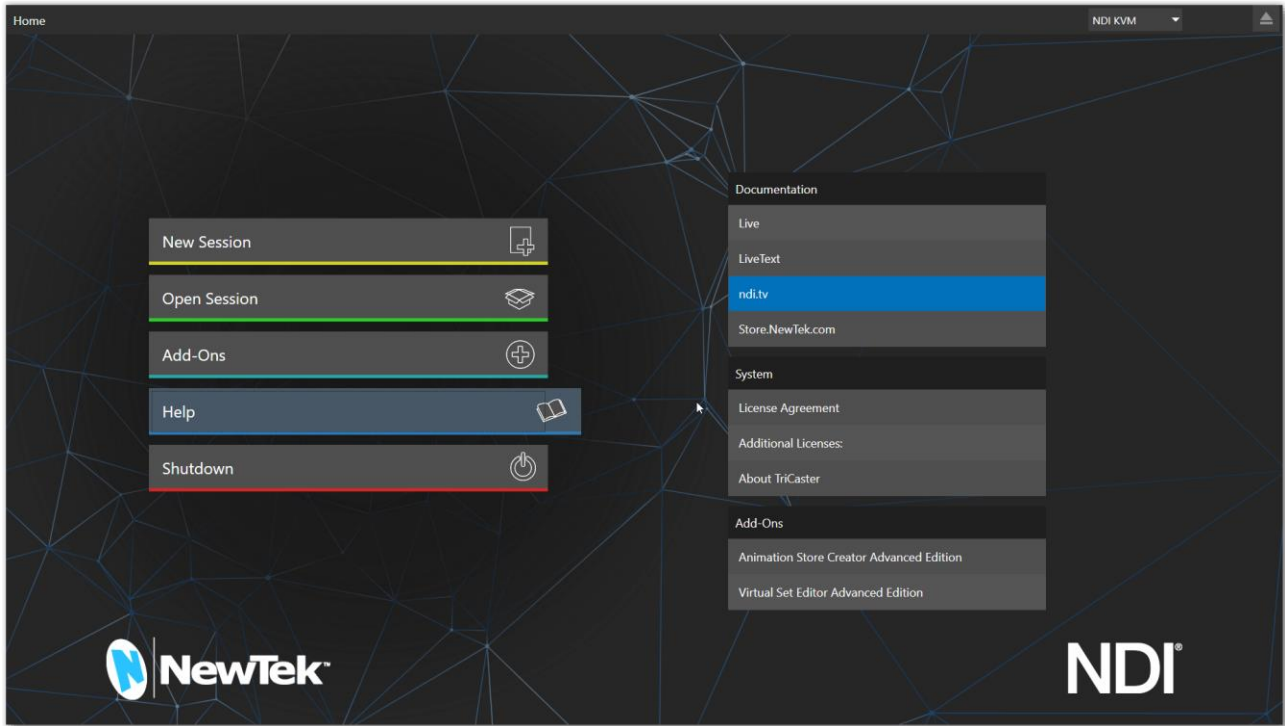 Home
NDI KVM
New Session
Open Session
Add-Ons
Help
Shutdown
Documentation
Live
LiveText
ndi.tv
Store.NewTek.com
System
License Agreement
Additional Licenses:
About TriCaster
Add-Ons
Animation Store Creator Advanced Edition
Virtual Set Editor Advanced Edition
NewTek™
NDI®